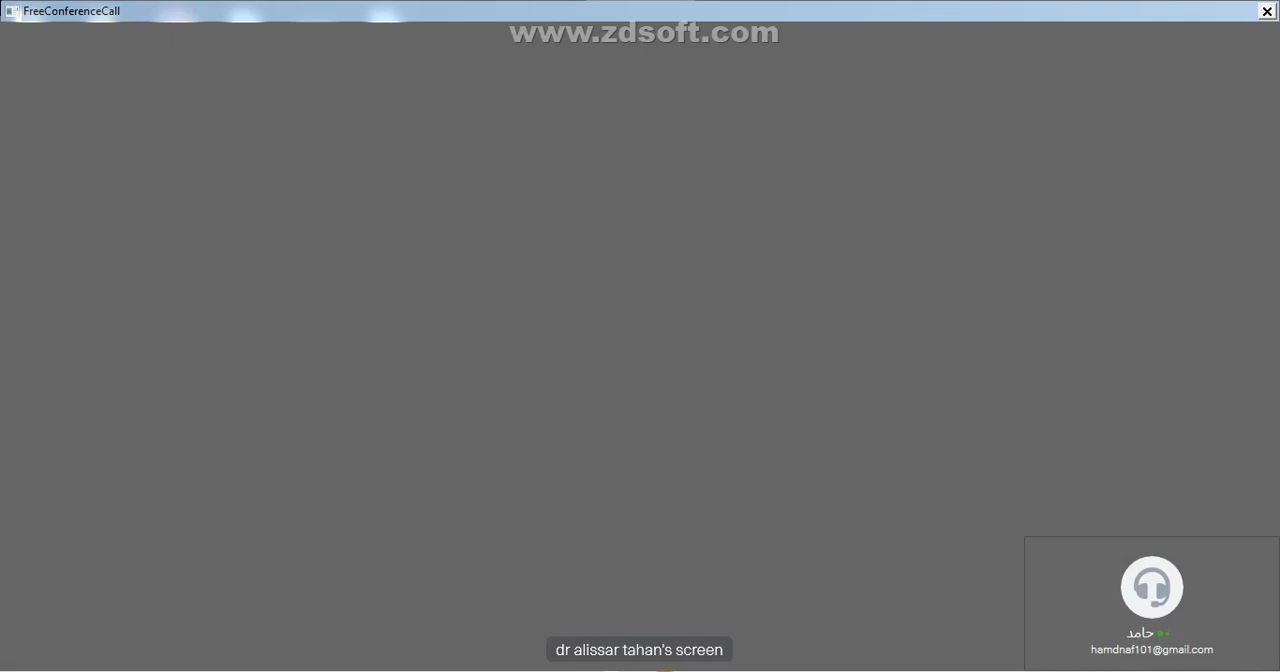 FreeConferenceCall
www.zdsoft.com
dr alissar tahan's screen
حامد
hamdnaf101@gmail.com